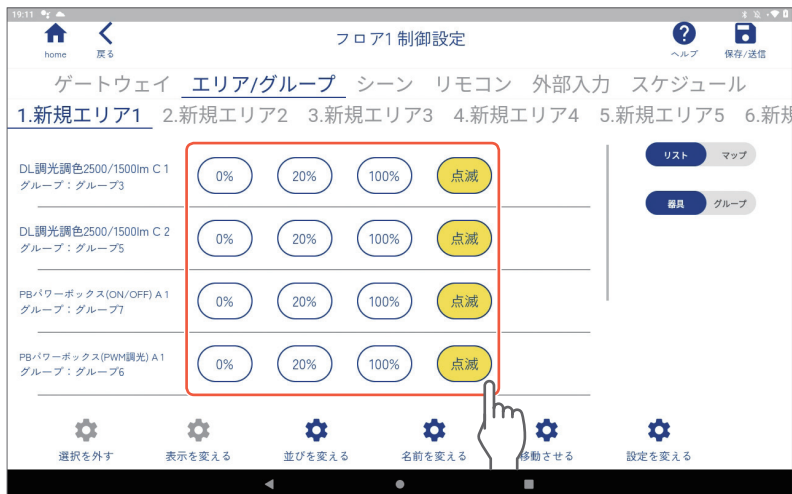 19:11
フロア1 制御設定
home
戻る
ヘルプ
保存/送信
ゲートウェイ エリア/グループ シーン リモコン 外部入力 スケジュール
1.新規エリア1 2.新規エリア2 3.新規エリア3 4.新規エリア4 5.新規エリア5 6.新規
リスト マップ
器具 グループ
DL調光調色2500/1500lm C 1
グループ：グループ3
0% 20% 100% 点滅
DL調光調色2500/1500lm C 2
グループ：グループ5
0% 20% 100% 点滅
PBパワーボックス(ON/OFF) A 1
グループ：グループ7
0% 20% 100% 点滅
PBパワーボックス(PWM調光) A 1
グループ：グループ6
0% 20% 100% 点滅
選択を外す 表示を変える 並びを変える 名前を変える 移動させる 設定を変える